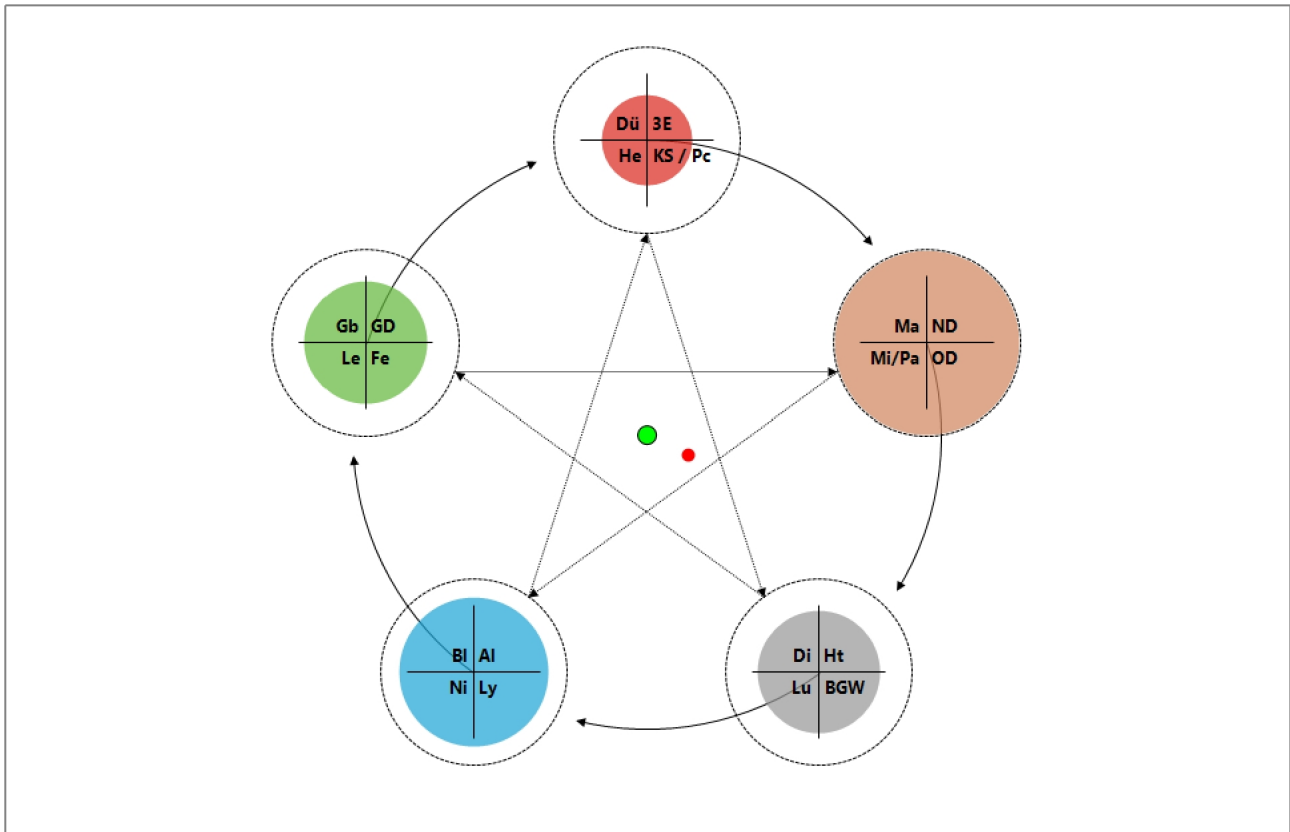 Dü 3E
He KS / Pc
Gb GD
Le Fe
Ma ND
Mi/Pa OD
Bl Al
Ni Ly
Di Ht
Lu BGW